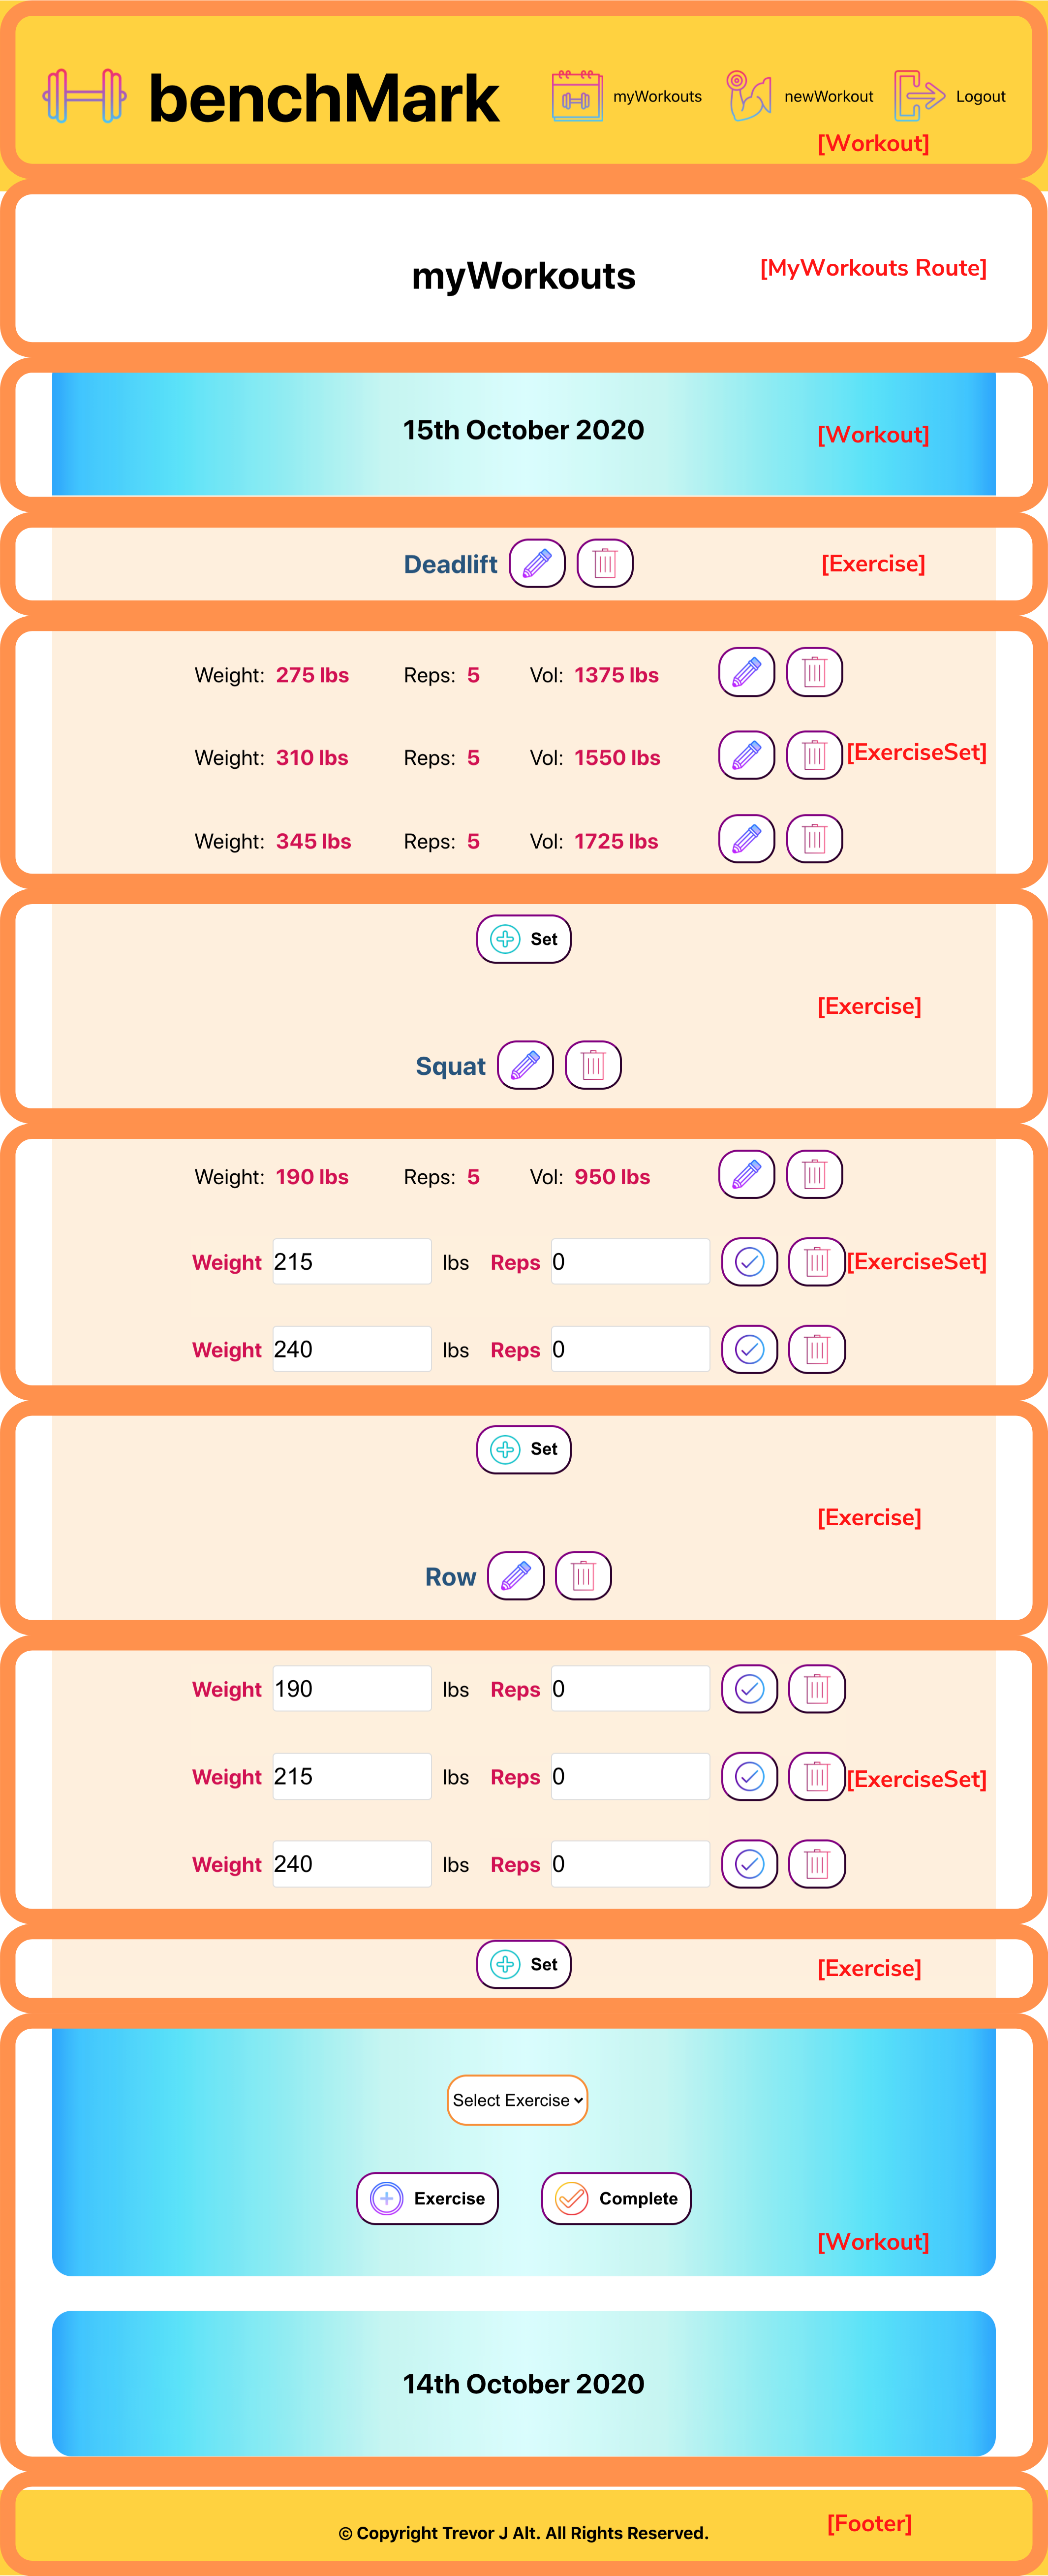 benchMark myWorkouts newWorkout Logout
[Workout]
myWorkouts [MyWorkouts Route]
15th October 2020 [Workout]
Deadlift [Exercise]
Weight: 275 lbs Reps: 5 Vol: 1375 lbs
Weight: 310 lbs Reps: 5 Vol: 1550 lbs [ExerciseSet]
Weight: 345 lbs Reps: 5 Vol: 1725 lbs
Set
[Exercise]
Squat
Weight: 190 lbs Reps: 5 Vol: 950 lbs
Weight 215 lbs Reps 0 [ExerciseSet]
Weight 240 lbs Reps 0
Set
[Exercise]
Row
Weight 190 lbs Reps 0
Weight 215 lbs Reps 0 [ExerciseSet]
Weight 240 lbs Reps 0
Set [Exercise]
Select Exercise
Exercise Complete
[Workout]
14th October 2020
© Copyright Trevor J Alt. All Rights Reserved. [Footer]